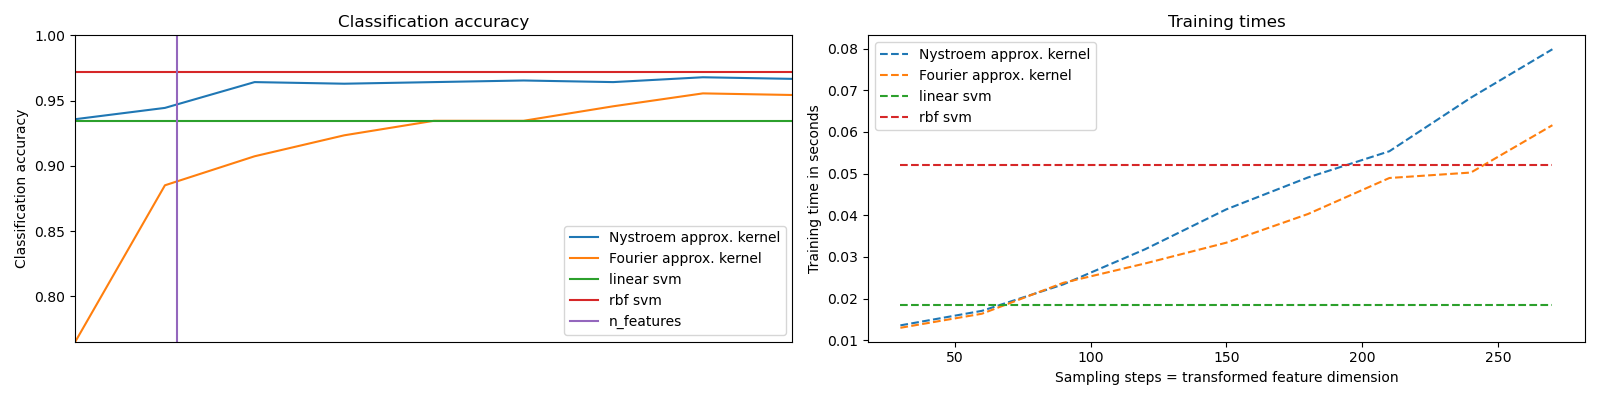 Classification accuracy
Classification accuracy
1.00
0.95
0.90
0.85
0.80
Nystroem approx. kernel
Fourier approx. kernel
linear svm
rbf svm
n_features
Training times
Training time in seconds
0.08
0.07
0.06
0.05
0.04
0.03
0.02
0.01
Nystroem approx. kernel
Fourier approx. kernel
linear svm
rbf svm
50 100 150 200 250
Sampling steps = transformed feature dimension